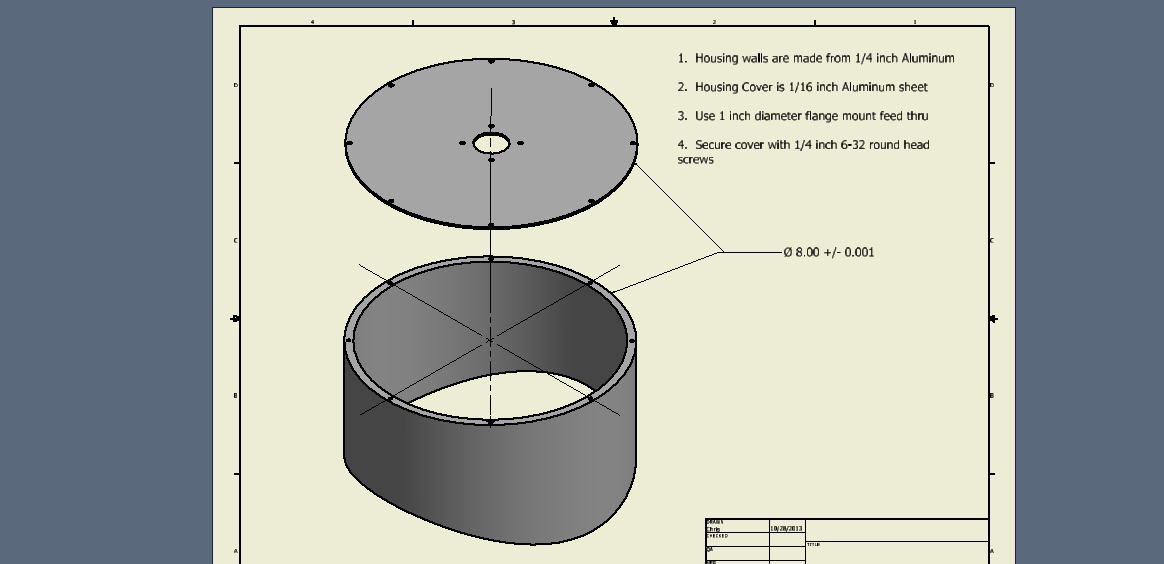 4 3 2 1
1. Housing walls are made from 1/4 inch Aluminum
D D
2. Housing Cover is 1/16 inch Aluminum sheet
3. Use 1 inch diameter flange mount feed thru
4. Secure cover with 1/4 inch 6-32 round head
screws
C C
Ø 8.00 +/- 0.001
B B
DRAWN
Chris 10/28/2013
CHECKED
TITLE
QA
A A
MFG